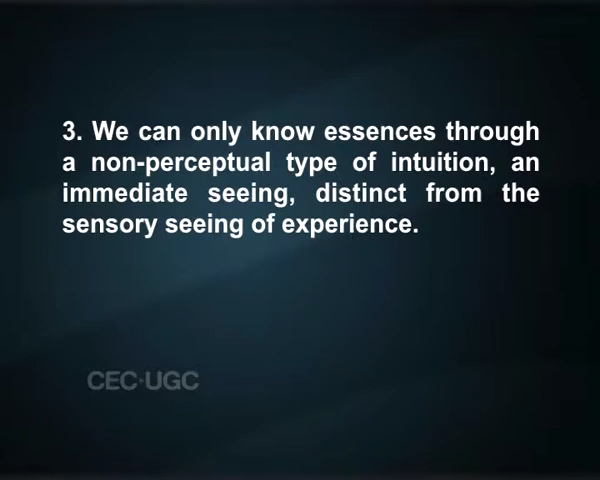 3. We can only know essences through
a non-perceptual type of intuition, an
immediate seeing, distinct from the
sensory seeing of experience.
CEC-UGC